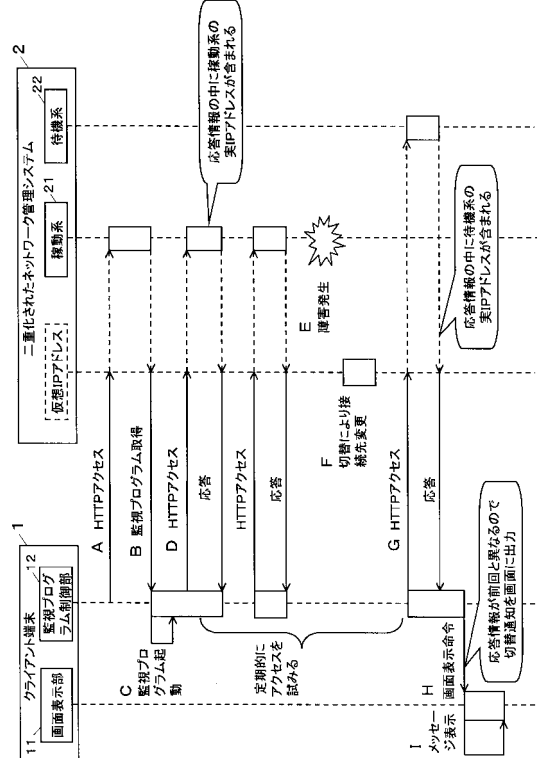 クライアント端末
1
11
画面表示部
12
監視プログ
ラム制御部
二重化されたネットワーク管理システム
2
仮想IPアドレス
21
稼動系
22
待機系
A HTTPアクセス
B 監視プログラム取得
C
監視プロ
グラム起
動
D HTTPアクセス
応答
応答情報の中に稼動系の
実IPアドレスが含まれる
定期的に
アクセスを
試みる
HTTPアクセス
応答
E
障害発生
F
切替により接
続先変更
G HTTPアクセス
応答
応答情報の中に待機系の
実IPアドレスが含まれる
H 画面表示命令
応答情報が前回と異なるので
切替通知を画面に出力
I
メッセー
ジ表示